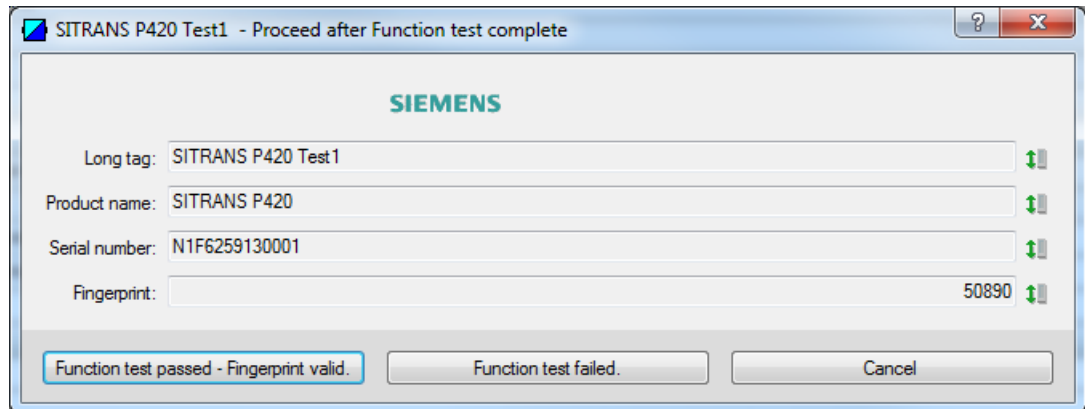 SITRANS P420 Test1 - Proceed after Function test complete
?
X
SIEMENS
Long tag: SITRANS P420 Test1
Product name: SITRANS P420
Serial number: N1F6259130001
Fingerprint: 50890
Function test passed - Fingerprint valid. Function test failed. Cancel